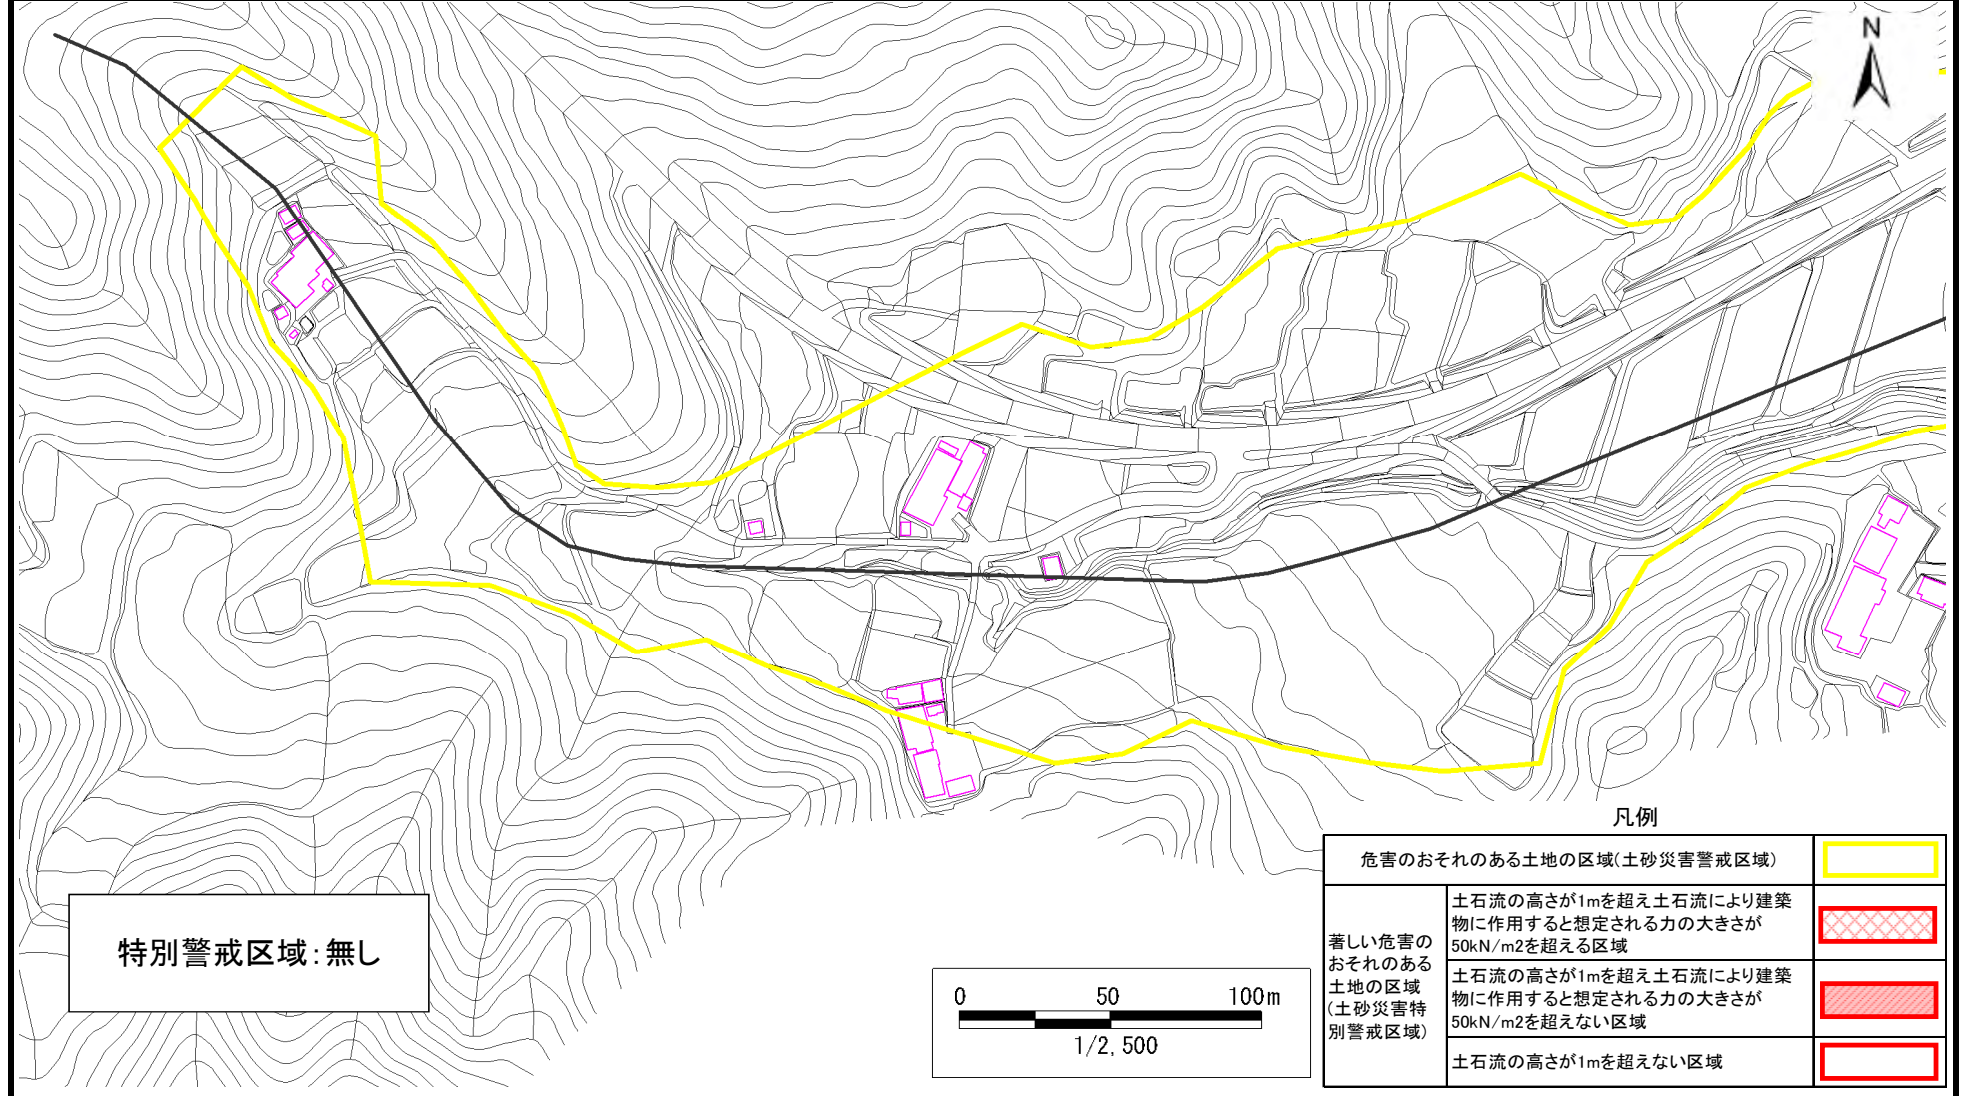 N
凡例
危害のおそれのある土地の区域(土砂災害警戒区域)
著しい危害の
おそれのある
土地の区域
(土砂災害特
別警戒区域)
土石流の高さが1mを超え土石流により建築
物に作用すると想定される力の大きさが
50kN/m2を超える区域
土石流の高さが1mを超え土石流により建築
物に作用すると想定される力の大きさが
50kN/m2を超えない区域
土石流の高さが1mを超えない区域
特別警戒区域:無し
0 50 100m
1/2,500